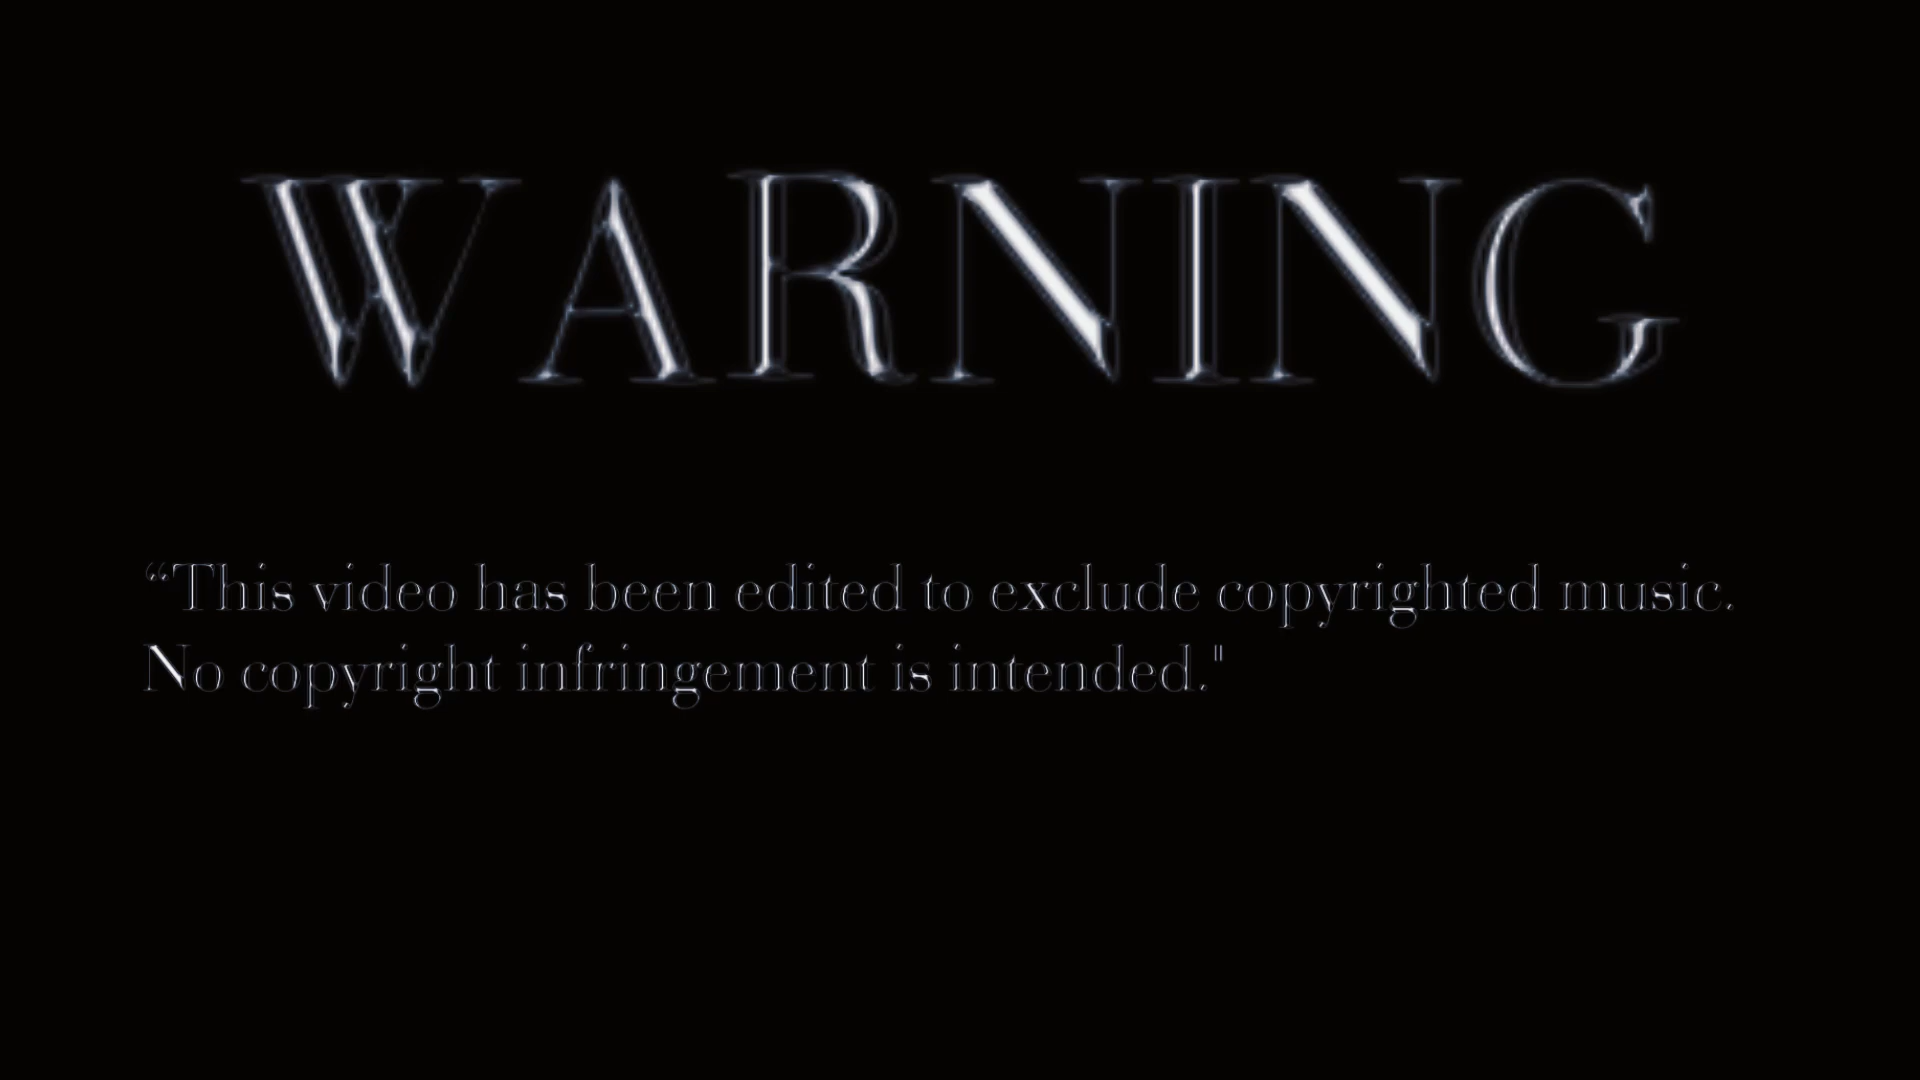 WARNING
“This video has been edited to exclude copyrighted music.
No copyright infringement is intended."